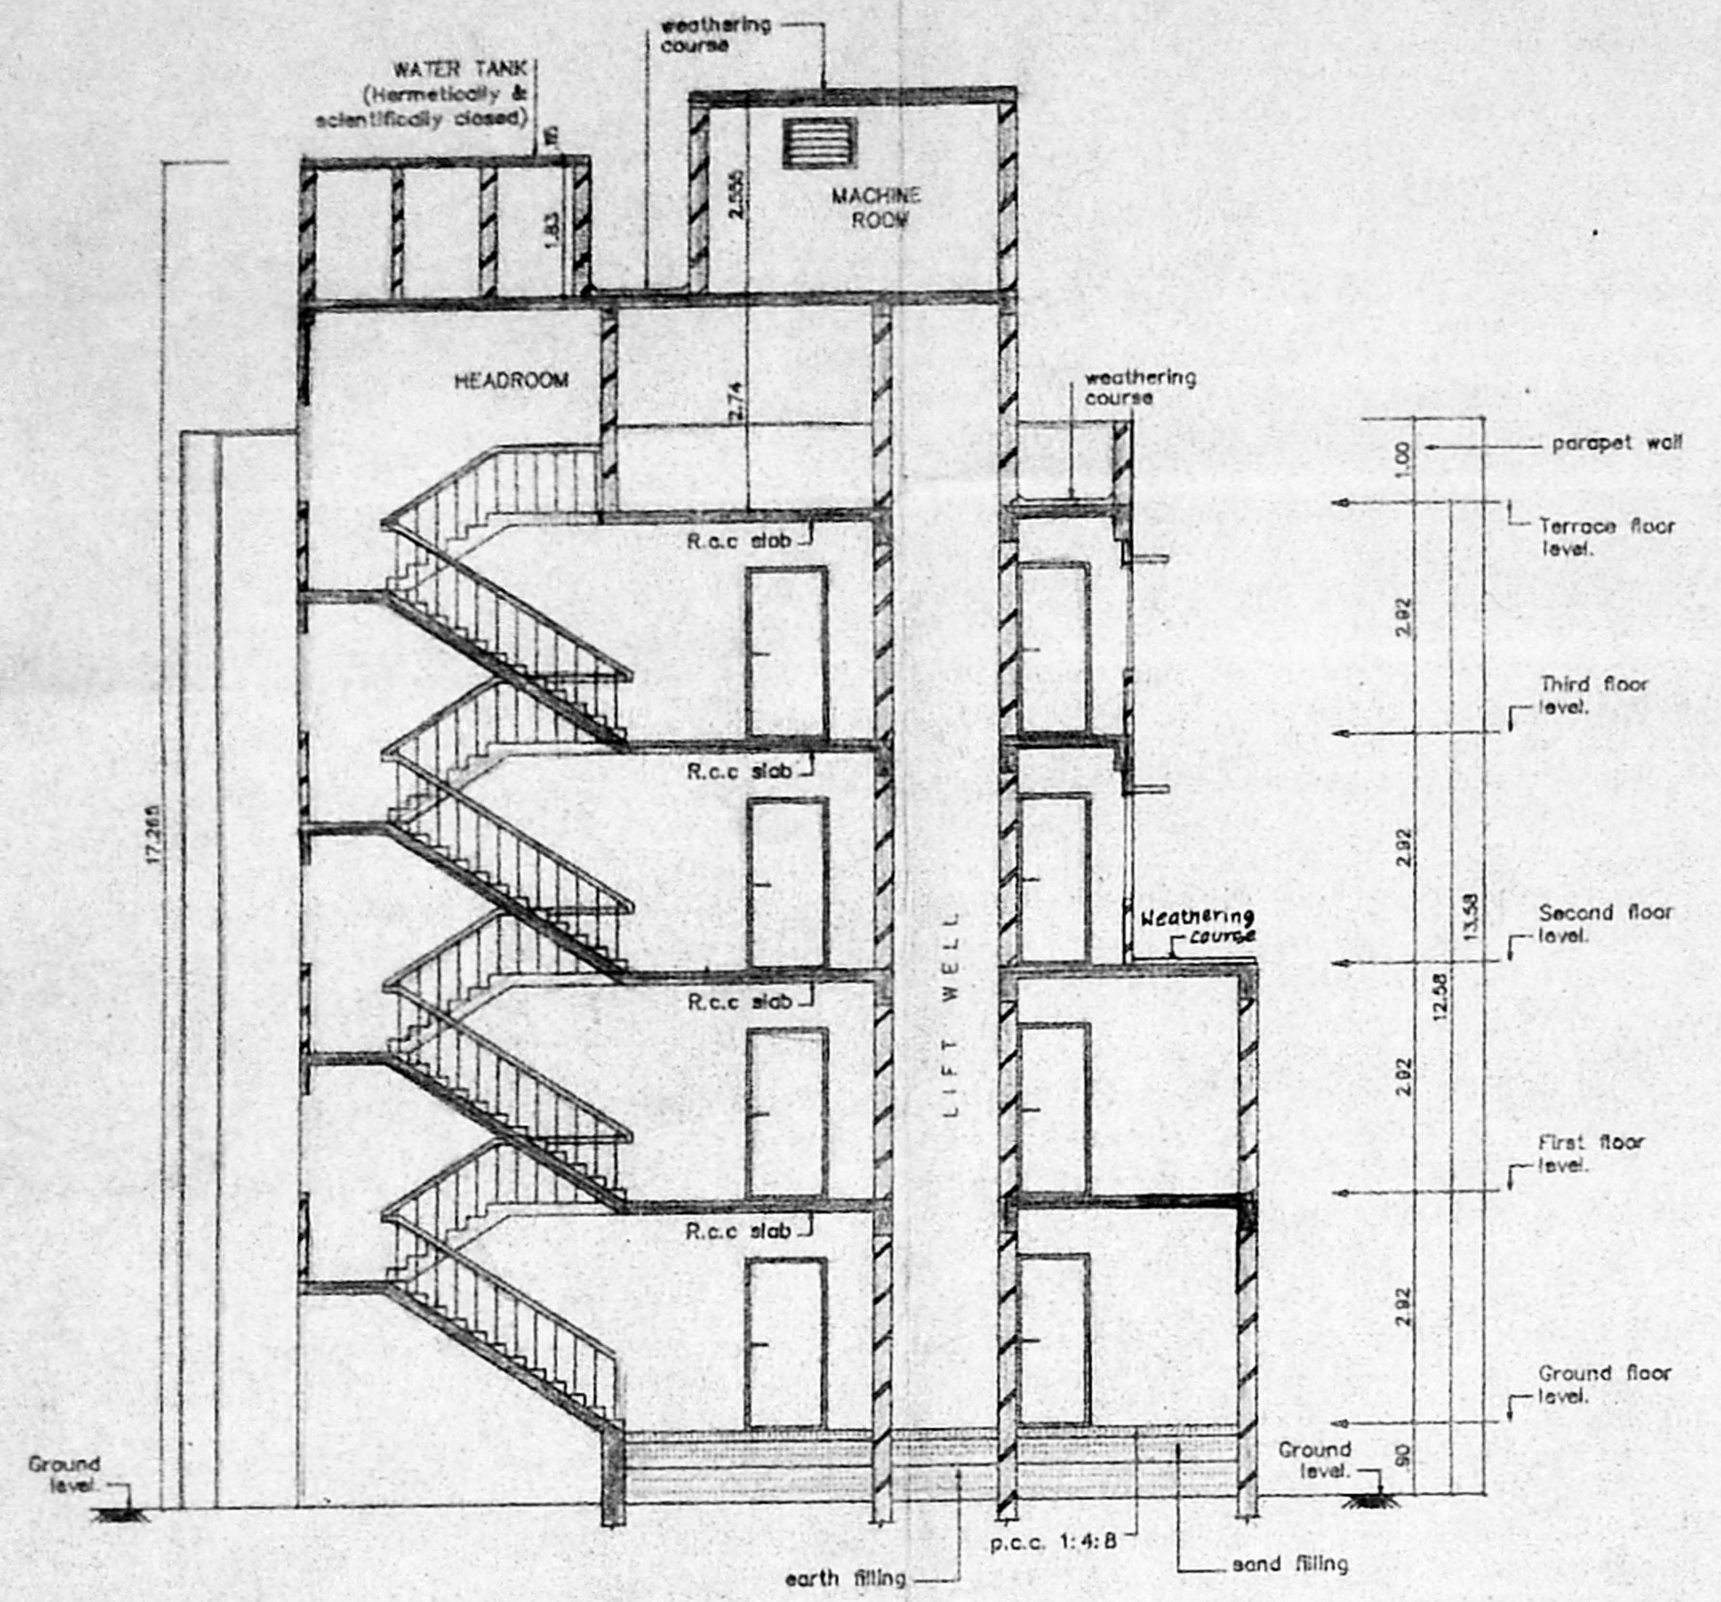 weathering
course
WATER TANK
(Hermetically &
scientifically closed)
2.555
MACHINE
ROOM
1.83
HEADROOM
2.74
weathering
course
1.00
parapet wall
R.c.c slab
Terrace floor
level.
2.92
Third floor
level.
R.c.c slab
17.265
2.92
Weathering
course
Second floor
level.
13.58
R.c.c slab
LIFT WELL
12.58
2.92
First floor
level.
R.c.c slab
2.92
Ground floor
level.
Ground
level.
Ground
level.
.90
p.c.c. 1:4:8
earth filling
sand filling